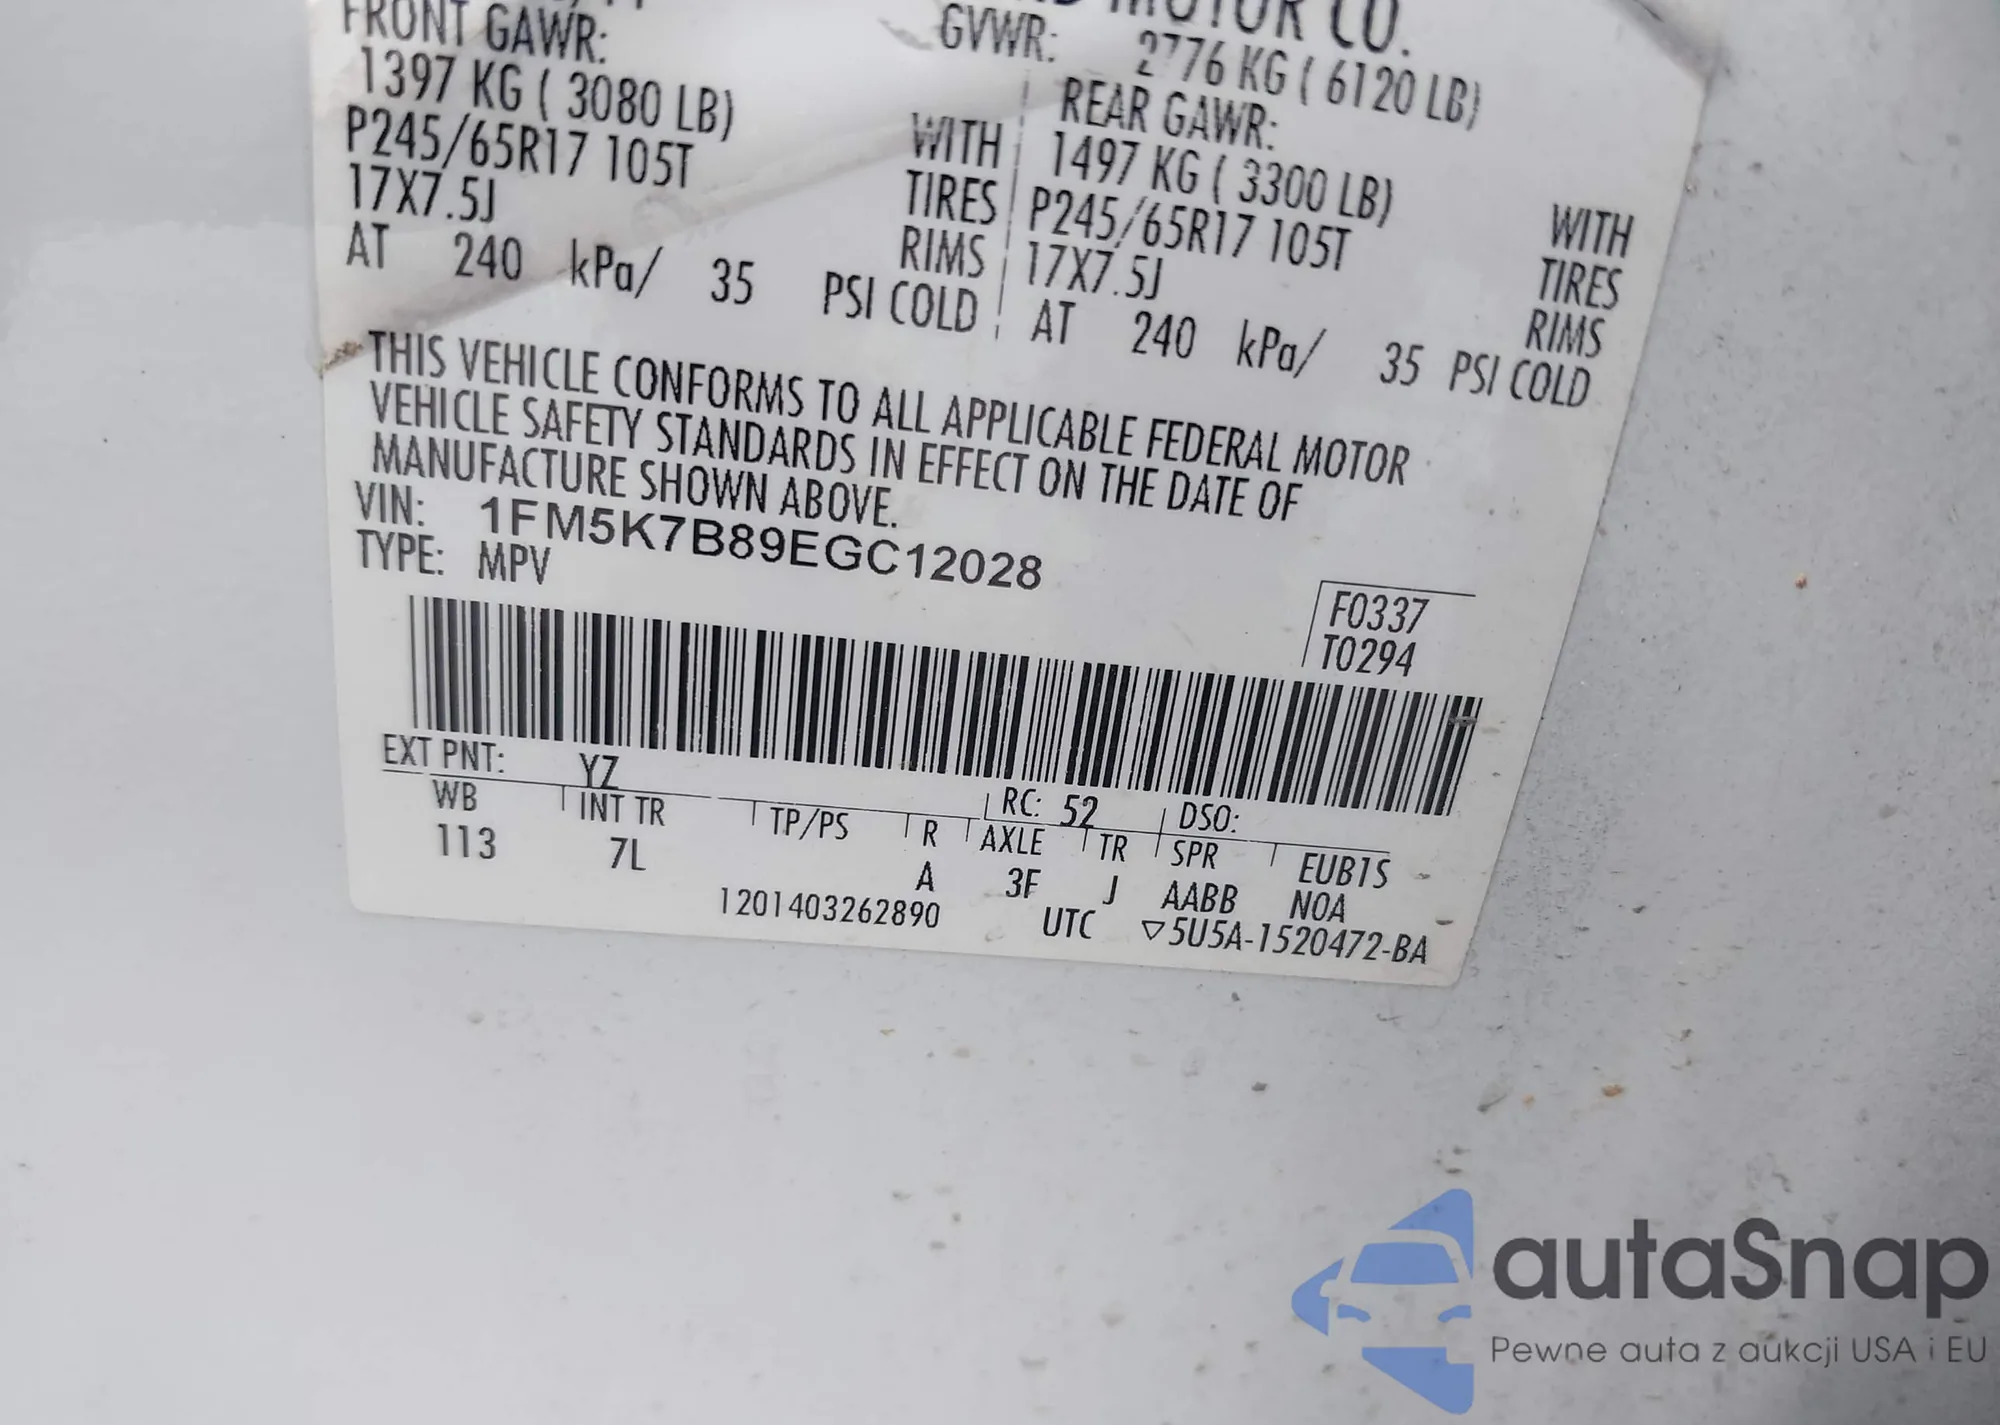 FRONT GAWR:
1397 KG ( 3080 LB)
P245/65R17 105T
17X7.5J
AT 240 kPa/ 35 PSI COLD
WITH
TIRES
RIMS
MOTOR CO.
GVWR: 2776 KG ( 6120 LB)
REAR GAWR:
1497 KG ( 3300 LB)
P245/65R17 105T
17X7.5J
AT 240 kPa/ 35 PSI COLD
WITH
TIRES
RIMS
THIS VEHICLE CONFORMS TO ALL APPLICABLE FEDERAL MOTOR
VEHICLE SAFETY STANDARDS IN EFFECT ON THE DATE OF
MANUFACTURE SHOWN ABOVE.
VIN: 1FM5K7B89EGC12028
TYPE: MPV
F0337
T0294
EXT PNT: YZ RC: 52 DSO:
WB INT TR TP/PS R AXLE TR SPR EUB1S
113 7L A 3F J AABB N0A
1201403262890 UTC ▽5U5A-1520472-BA
autaSnap
Pewne auta z aukcji USA i EU